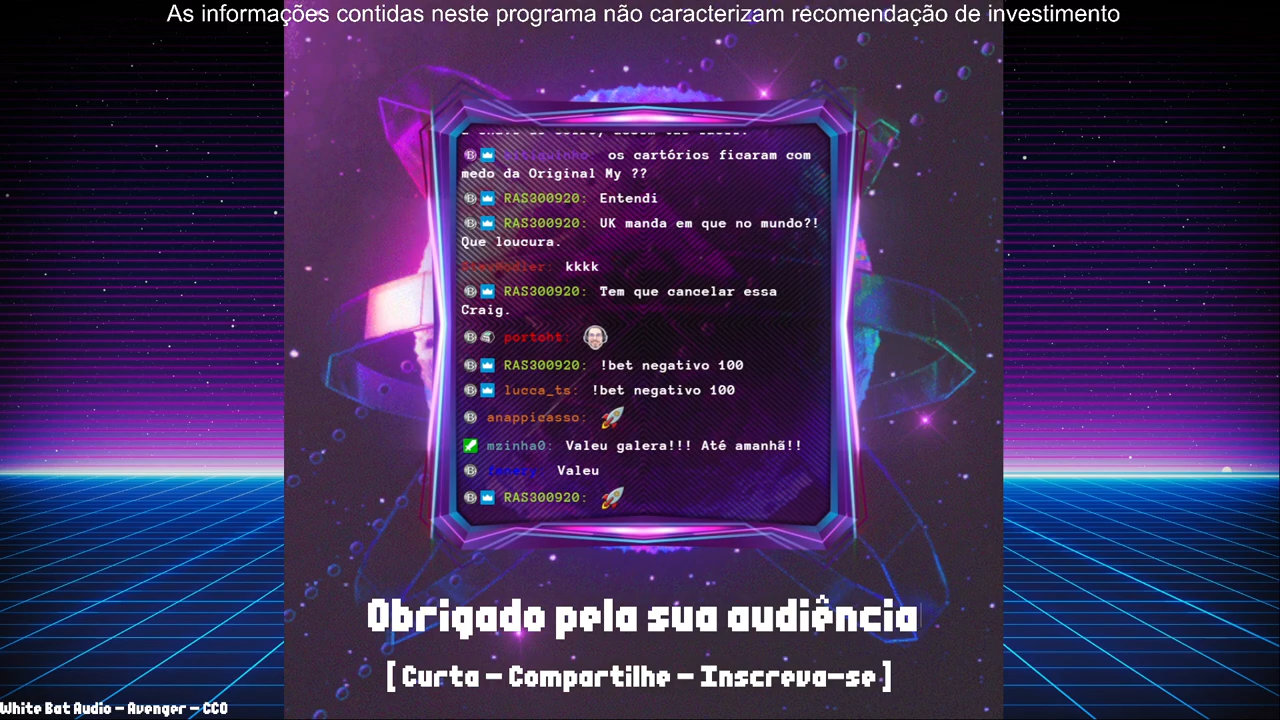 As informações contidas neste programa não caracterizam recomendação de investimento
os cartórios ficaram com
medo da Original My ??
RAS300920: Entendi
RAS300920: UK manda em que no mundo?!
Que loucura.
kkkk
RAS300920: Tem que cancelar essa
Craig.
portoht:
RAS300920: !bet negativo 100
lucca_ts: !bet negativo 100
anappicasso: 🚀
mzinha0: Valeu galera!!! Até amanhã!!
Valeu
RAS300920: 🚀
Obrigado pela sua audiência
[ Curta - Compartilhe - Inscreva-se ]
White Bat Audio - Avenger - CC0